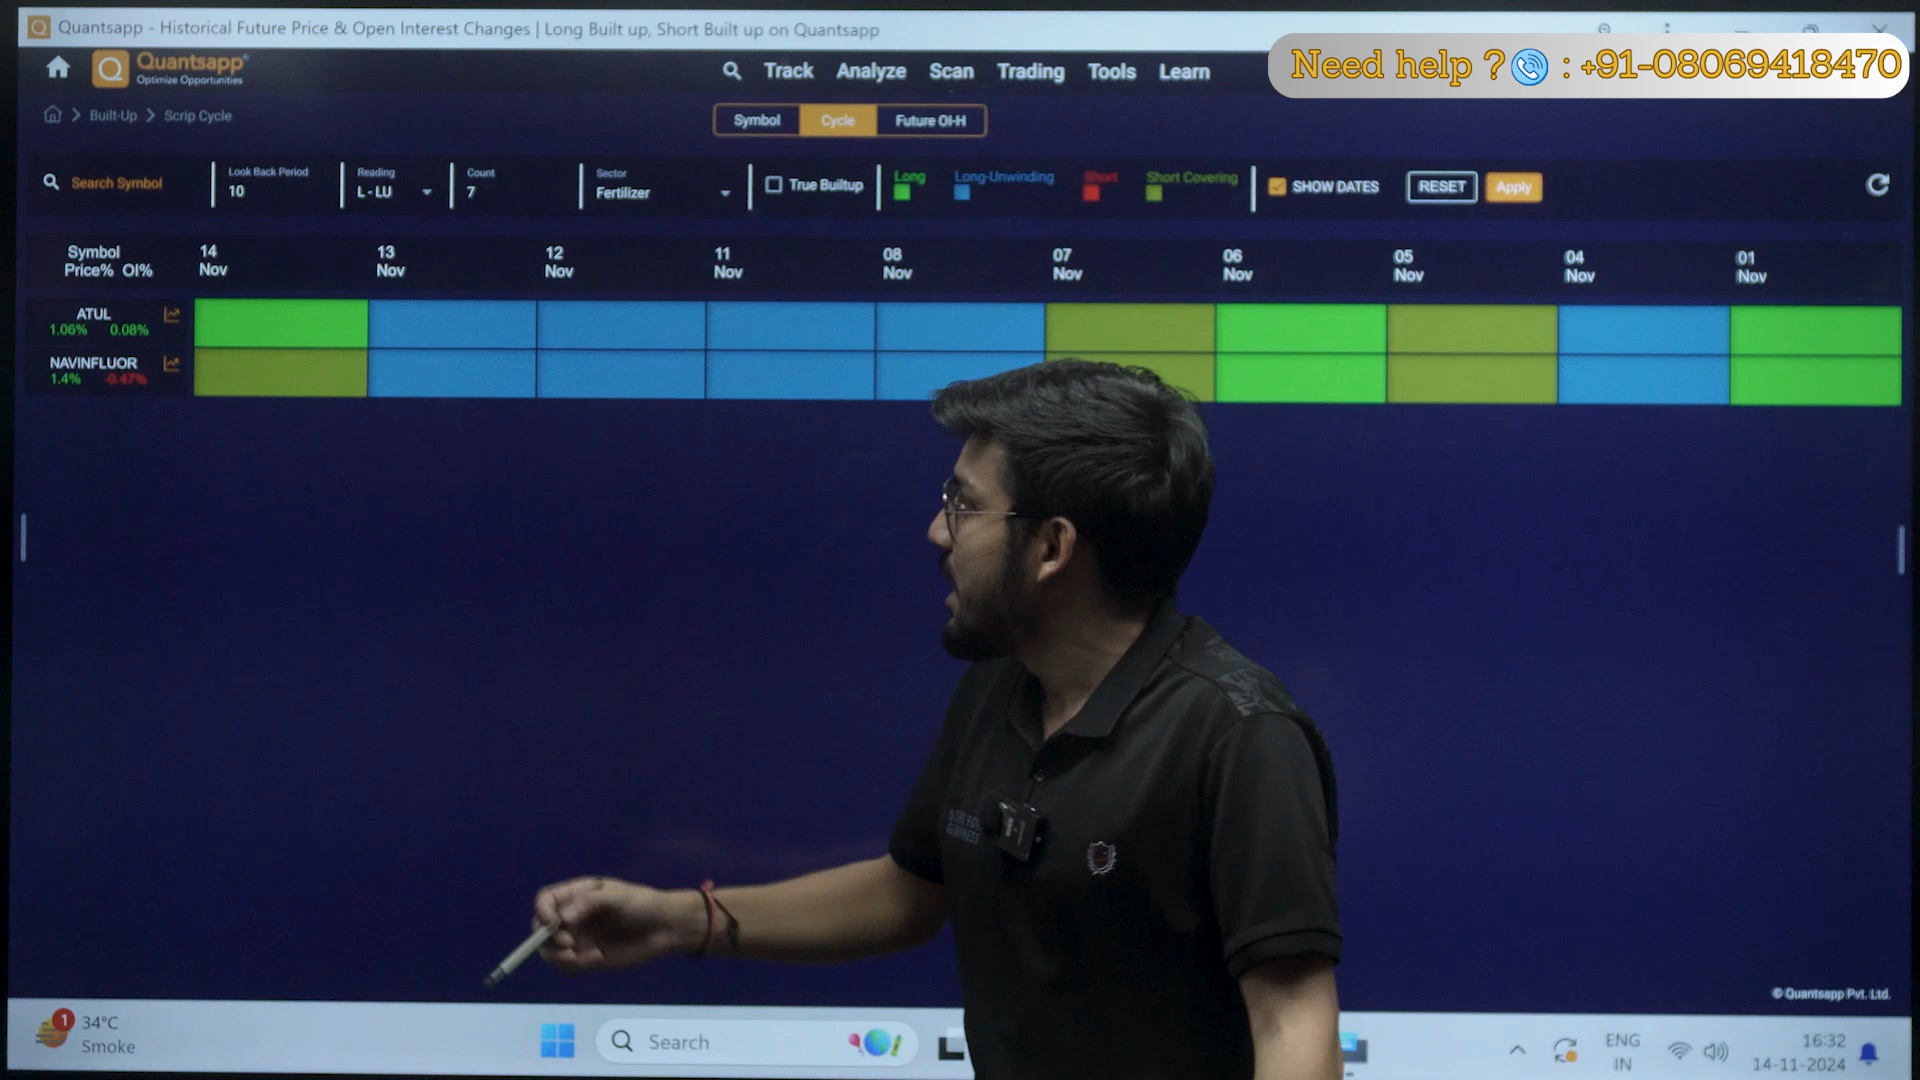 Quantsapp - Historical Future Price & Open Interest Changes | Long Built up, Short Built up on Quantsapp
Need help ? : +91-08069418470
Quantsapp
Optimize Opportunities
Track Analyze Scan Trading Tools Learn
Built-Up > Scrip Cycle
Symbol Cycle Future OI-H
Search Symbol
Look Back Period
10
Reading
L - LU
Count
7
Sector
Fertilizer
True Builtup
Long
Long-Unwinding
Short
Short Covering
SHOW DATES
RESET
Apply
Symbol
Price% OI%
14 Nov
13 Nov
12 Nov
11 Nov
08 Nov
07 Nov
06 Nov
05 Nov
04 Nov
01 Nov
ATUL
1.06% 0.08%
NAVINFLUOR
1.4% -0.47%
© Quantsapp Pvt. Ltd.
1
34°C
Smoke
Search
ENG
IN
16:32
14-11-2024